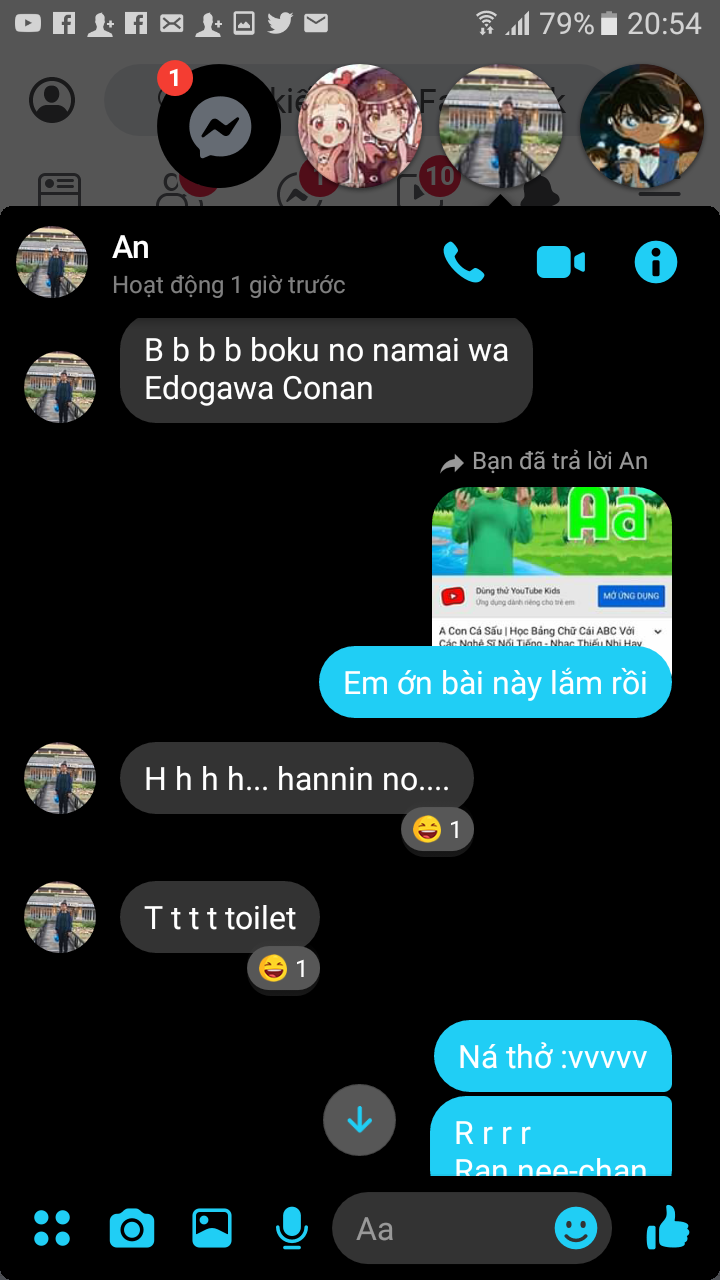 79% 20:54
1
kiế Fa k
1 10
An
Hoạt động 1 giờ trước
B b b b boku no namai wa
Edogawa Conan
Bạn đã trả lời An
Aa
Dùng thử YouTube Kids
Ứng dụng dành riêng cho trẻ em
MỞ ỨNG DỤNG
A Con Cá Sấu | Học Bảng Chữ Cái ABC Với
Các Nghệ Sĩ Nổi Tiếng - Nhạc Thiếu Nhi Hay
Em ớn bài này lắm rồi
H h h h... hannin no....
1
T t t t toilet
1
Ná thở :vvvvv
R r r r
Ran nee-chan
Aa